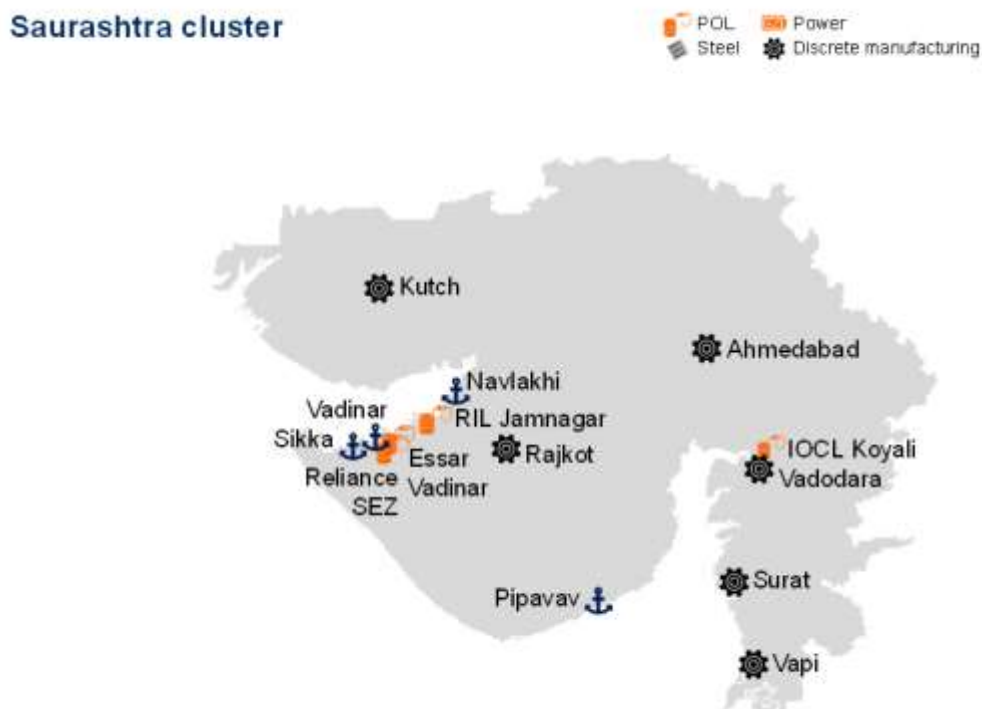 Saurashtra cluster
POL
Power
Steel
Discrete manufacturing
Kutch
Ahmedabad
Navlakhi
Vadinar
RIL Jamnagar
Sikka
Essar
Vadinar
Rajkot
Reliance
SEZ
IOCL Koyali
Vadodara
Surat
Pipavav
Vapi